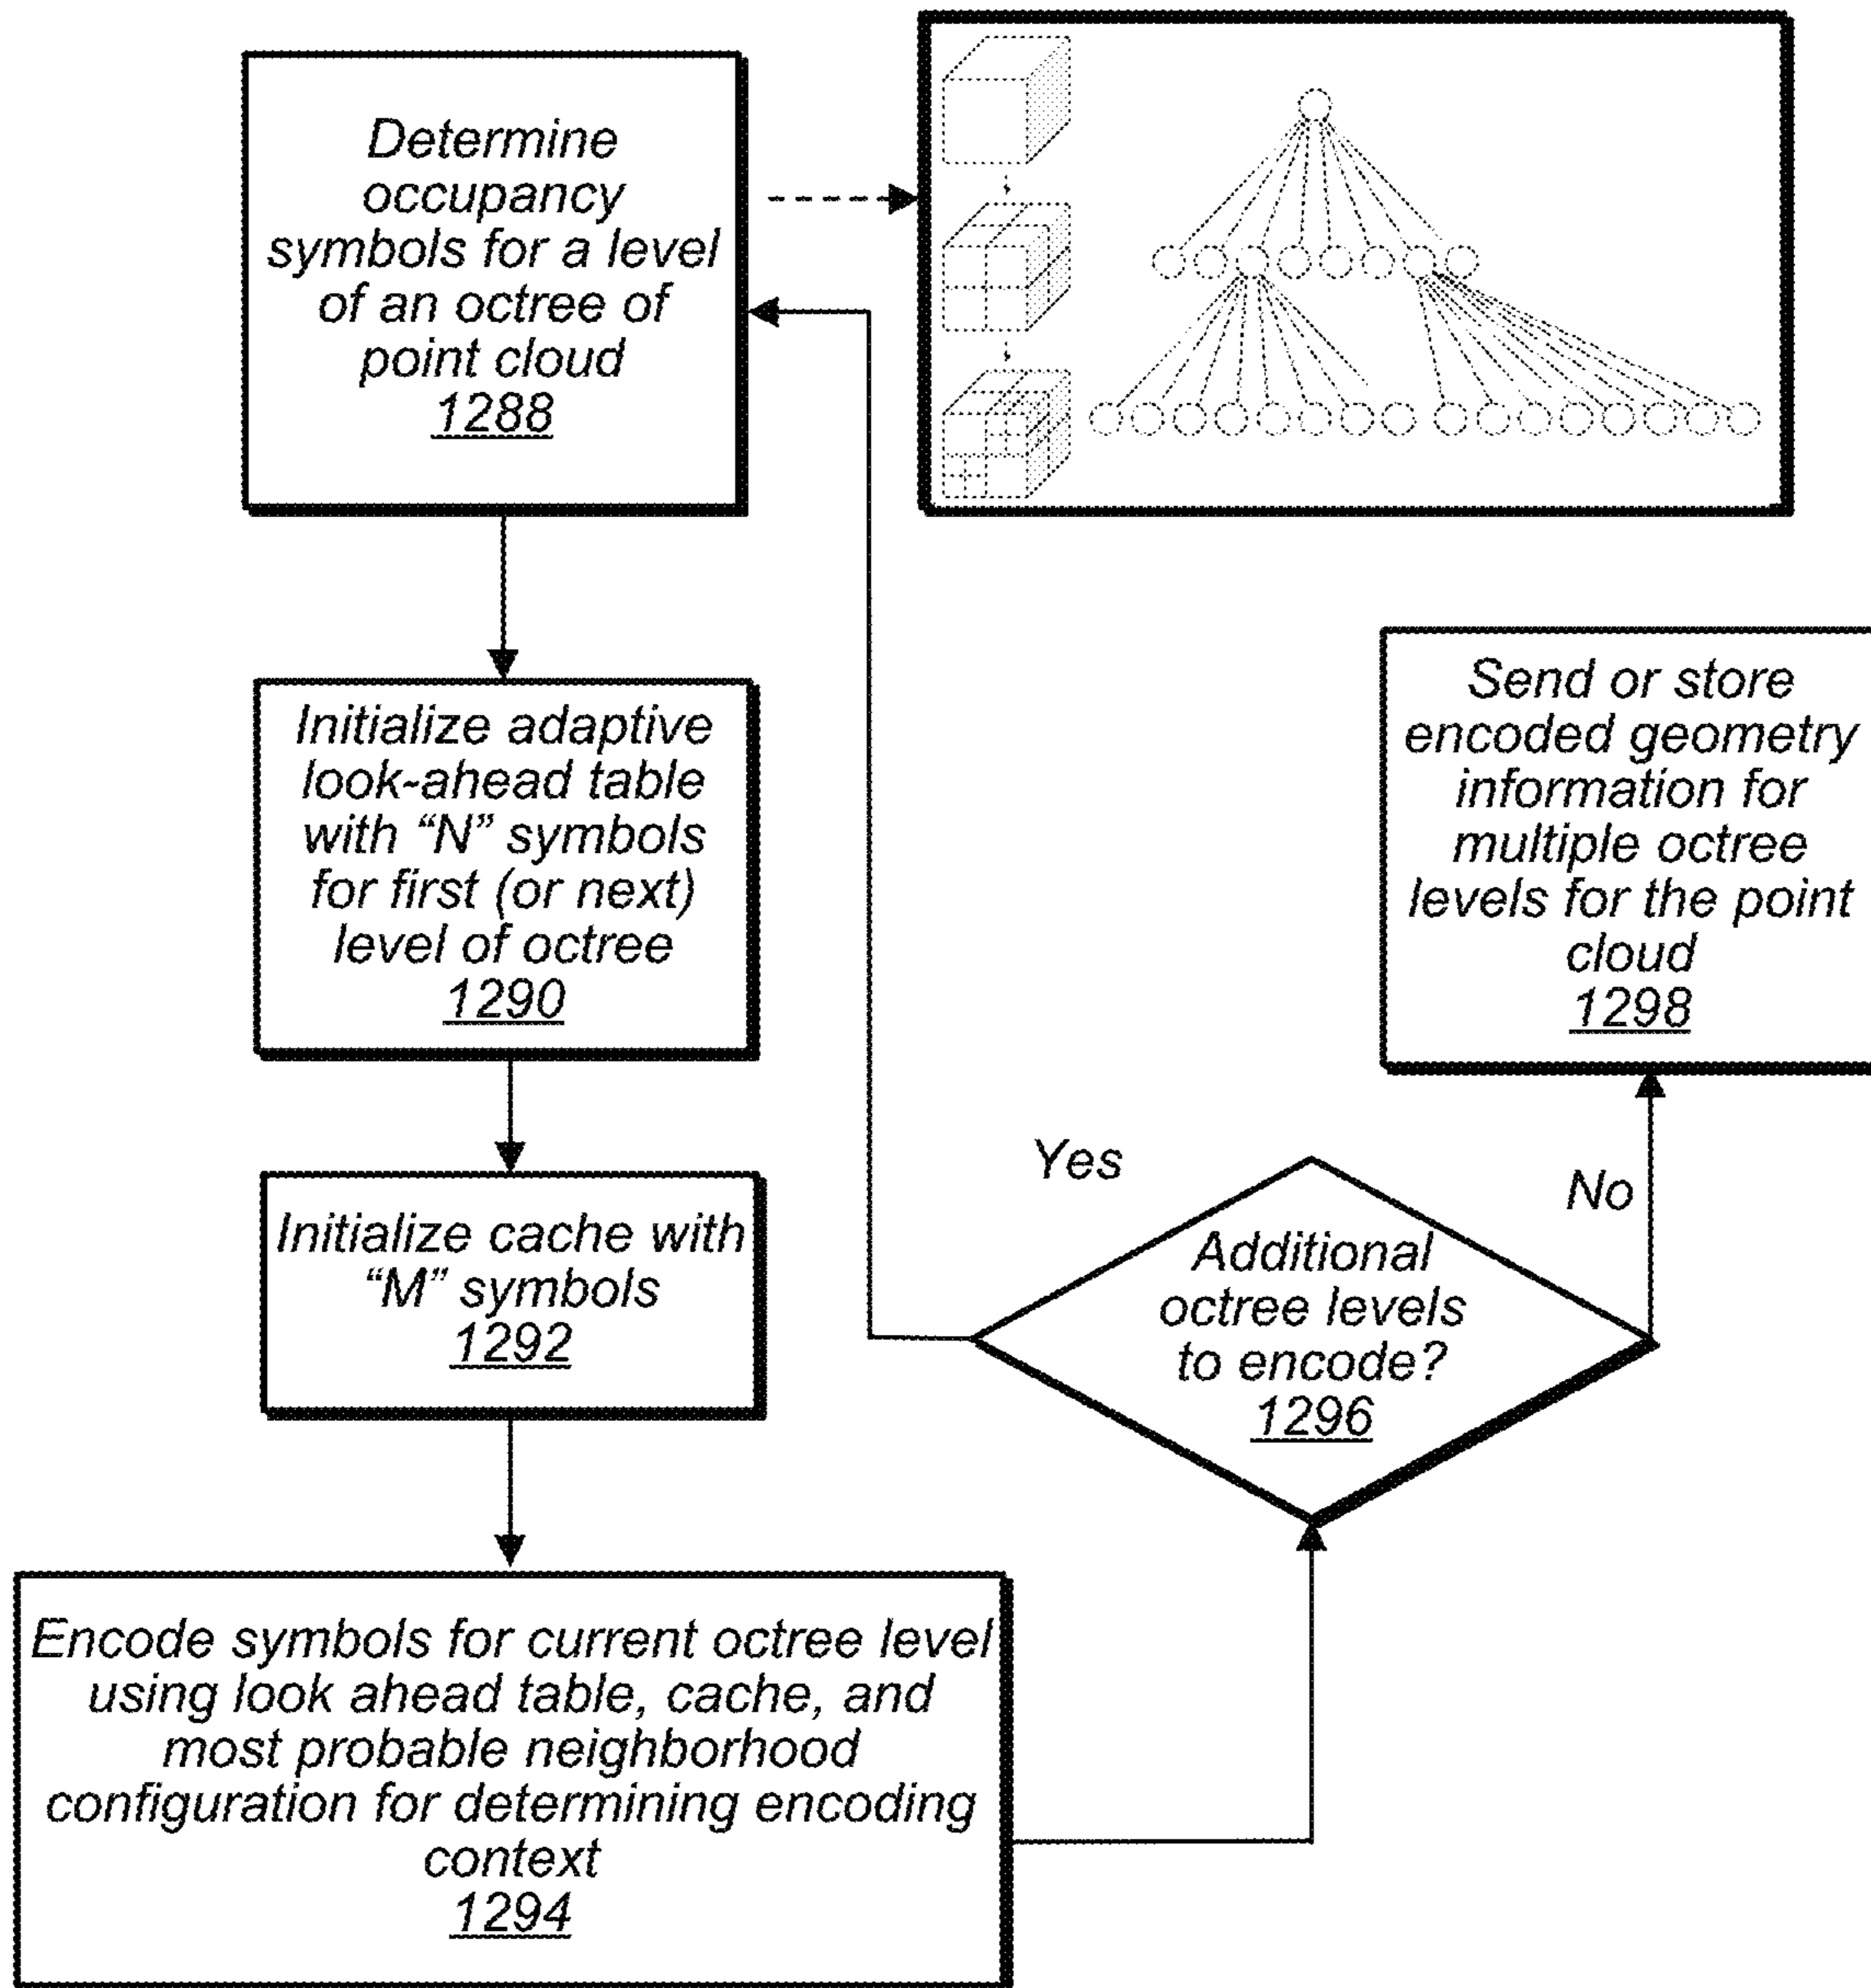 Determine
occupancy
symbols for a level
of an octree of
point cloud
1288
Initialize adaptive
look-ahead table
with “N” symbols
for first (or next)
level of octree
1290
Initialize cache with
“M” symbols
1292
Encode symbols for current octree level
using look ahead table, cache, and
most probable neighborhood
configuration for determining encoding
context
1294
Yes
Additional
octree levels
to encode?
1296
No
Send or store
encoded geometry
information for
multiple octree
levels for the point
cloud
1298